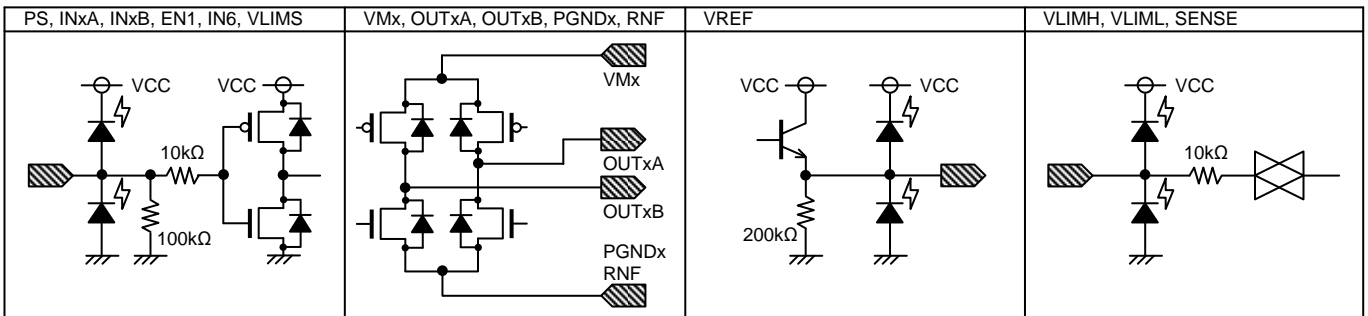 PS, INxA, INxB, EN1, IN6, VLIMS
VCC
VCC
10kΩ
100kΩ
VMx, OUTxA, OUTxB, PGNDx, RNF
VMx
OUTxA
OUTxB
PGNDx
RNF
VREF
VCC
VCC
200kΩ
VLIMH, VLIML, SENSE
VCC
10kΩ